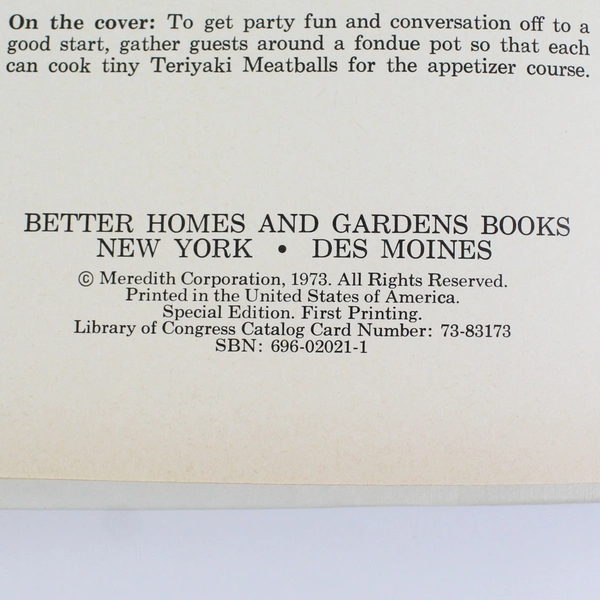 On the cover: To get party fun and conversation off to a
good start, gather guests around a fondue pot so that each
can cook tiny Teriyaki Meatballs for the appetizer course.
BETTER HOMES AND GARDENS BOOKS
NEW YORK • DES MOINES
© Meredith Corporation, 1973. All Rights Reserved.
Printed in the United States of America.
Special Edition. First Printing.
Library of Congress Catalog Card Number: 73-83173
SBN: 696-02021-1